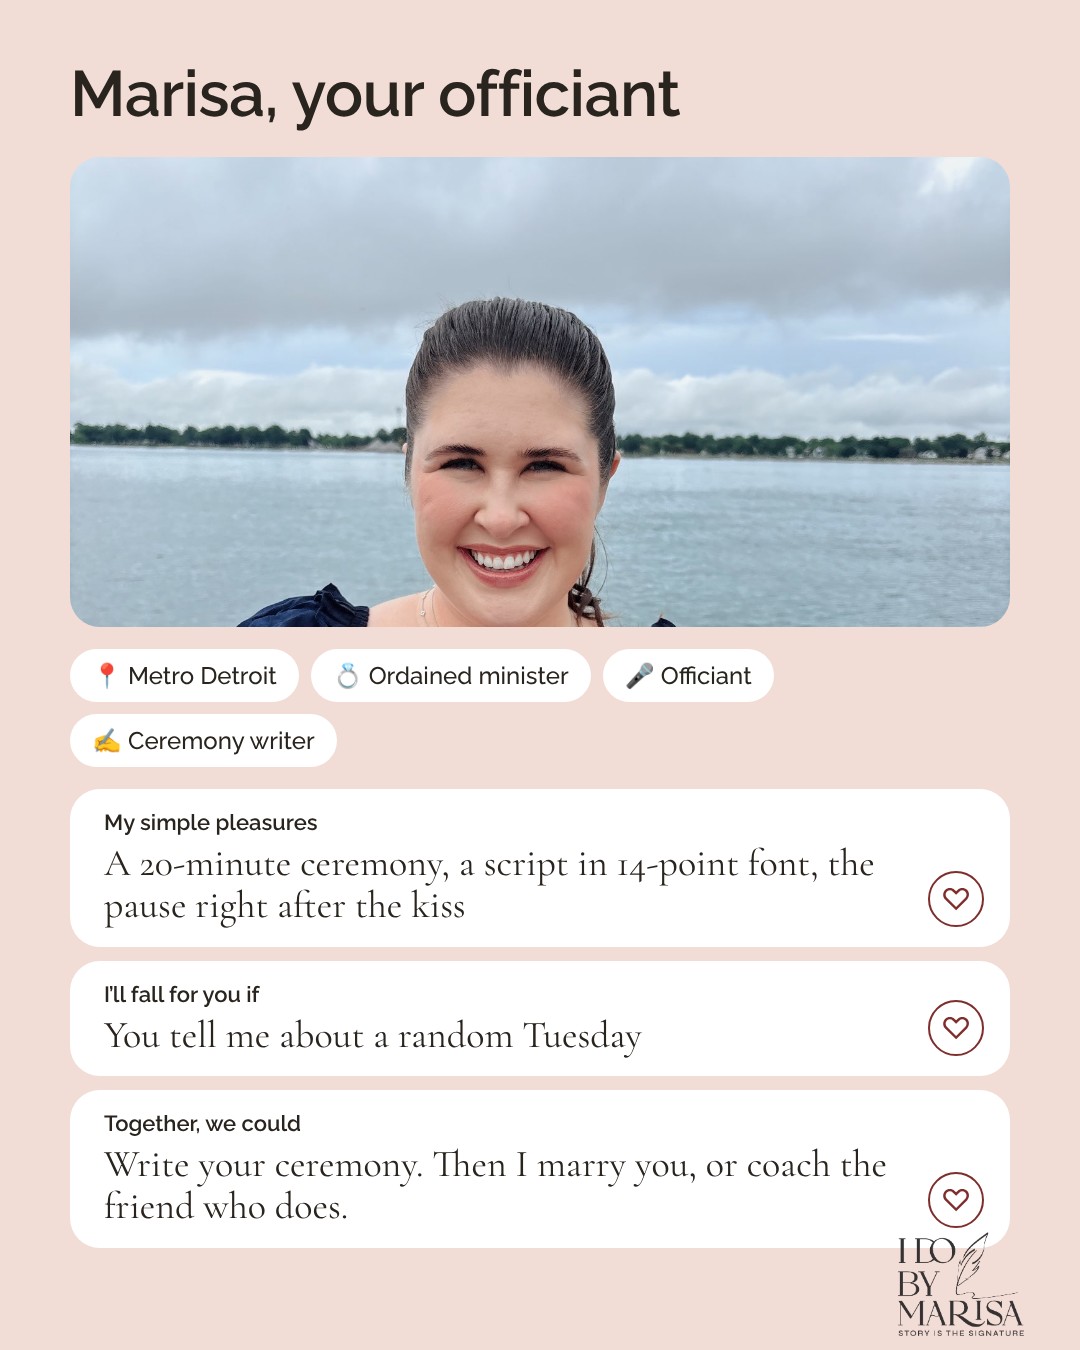 Marisa, your officiant
📍 Metro Detroit
💍 Ordained minister
🎤 Officiant
✍️ Ceremony writer
My simple pleasures
A 20-minute ceremony, a script in 14-point font, the
pause right after the kiss
I'll fall for you if
You tell me about a random Tuesday
Together, we could
Write your ceremony. Then I marry you, or coach the
friend who does.
I DO
BY
MARISA
STORY IS THE SIGNATURE